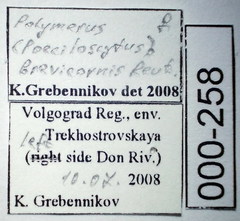 Polymerus ♀
(Poeciloscytus)
brevicornis Reut.
K.Grebennikov det 2008
Volgograd Reg., env.
Trekhostrovskaya
left
(right side Don Riv.)
10.07. 2008
K. Grebennikov
000-258